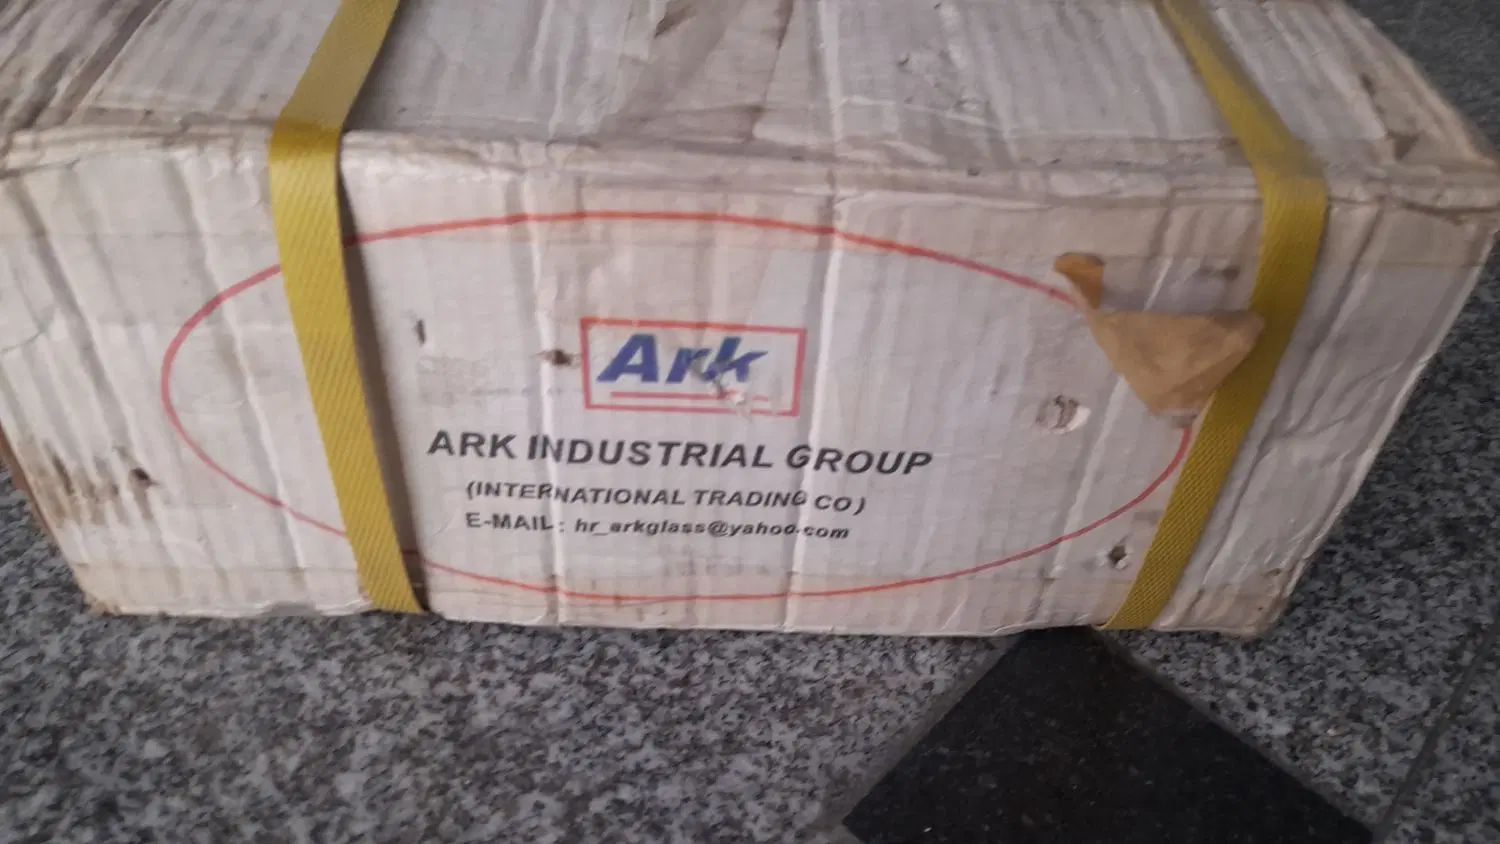 Ark
ARK INDUSTRIAL GROUP
(INTERNATIONAL TRADING CO)
E-MAIL: hr_arkglass@yahoo.com